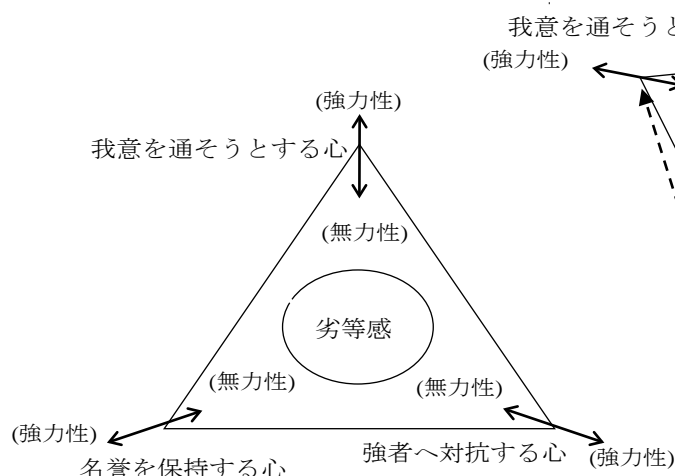 我意を通そうと
(強力性)
(強力性)
我意を通そうとする心
(無力性)
劣等感
(無力性)
(無力性)
(強力性)
名誉を保持する心
強者へ対抗する心
(強力性)